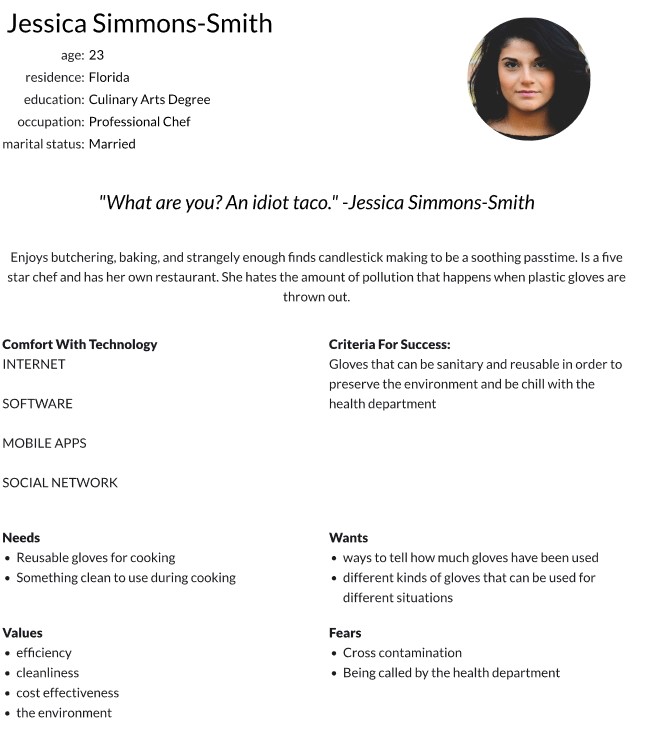 Jessica Simmons-Smith
age: 23
residence: Florida
education: Culinary Arts Degree
occupation: Professional Chef
marital status: Married
"What are you? An idiot taco." -Jessica Simmons-Smith
Enjoys butchering, baking, and strangely enough finds candlestick making to be a soothing passtime. Is a five
star chef and has her own restaurant. She hates the amount of pollution that happens when plastic gloves are
thrown out.
Comfort With Technology
INTERNET
SOFTWARE
MOBILE APPS
SOCIAL NETWORK
Criteria For Success:
Gloves that can be sanitary and reusable in order to
preserve the environment and be chill with the
health department
Needs
• Reusable gloves for cooking
• Something clean to use during cooking
Wants
• ways to tell how much gloves have been used
• different kinds of gloves that can be used for
different situations
Values
• efficiency
• cleanliness
• cost effectiveness
• the environment
Fears
• Cross contamination
• Being called by the health department